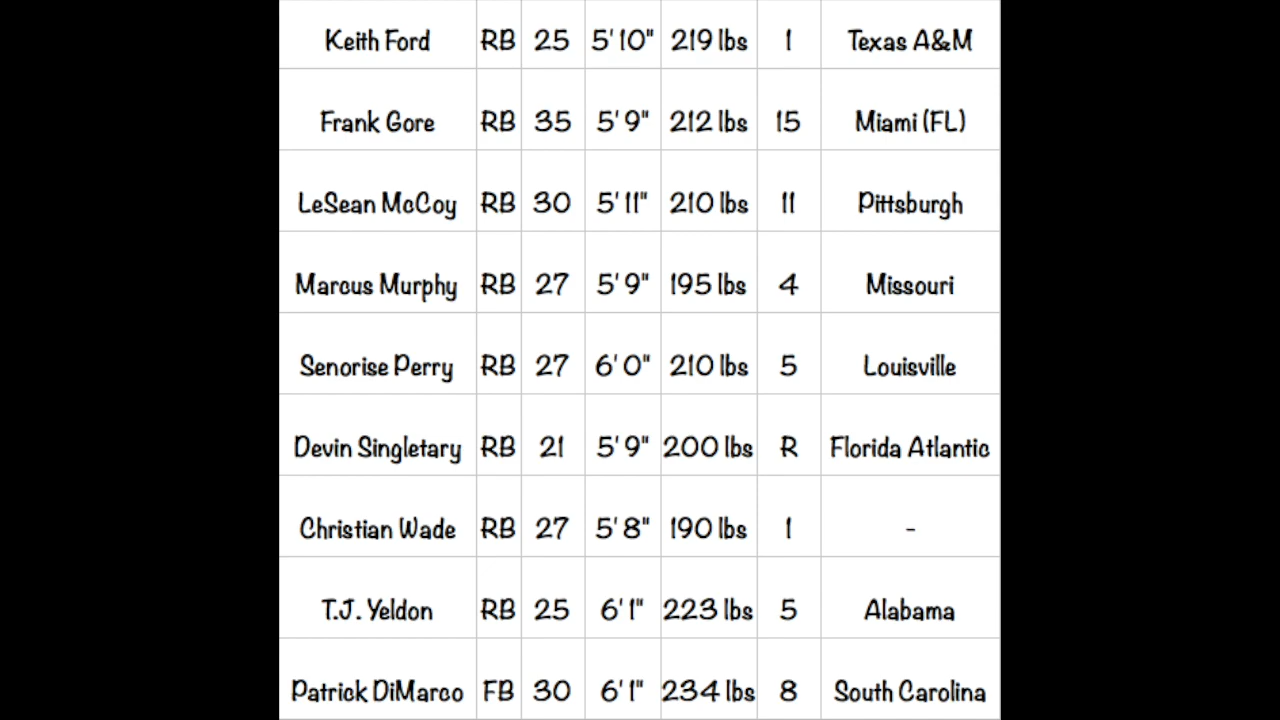 Keith Ford RB 25 5'10" 219 lbs 1 Texas A&M
Frank Gore RB 35 5'9" 212 lbs 15 Miami (FL)
LeSean McCoy RB 30 5'11" 210 lbs 11 Pittsburgh
Marcus Murphy RB 27 5'9" 195 lbs 4 Missouri
Senorise Perry RB 27 6'0" 210 lbs 5 Louisville
Devin Singletary RB 21 5'9" 200 lbs R Florida Atlantic
Christian Wade RB 27 5'8" 190 lbs 1 -
T.J. Yeldon RB 25 6'1" 223 lbs 5 Alabama
Patrick DiMarco FB 30 6'1" 234 lbs 8 South Carolina